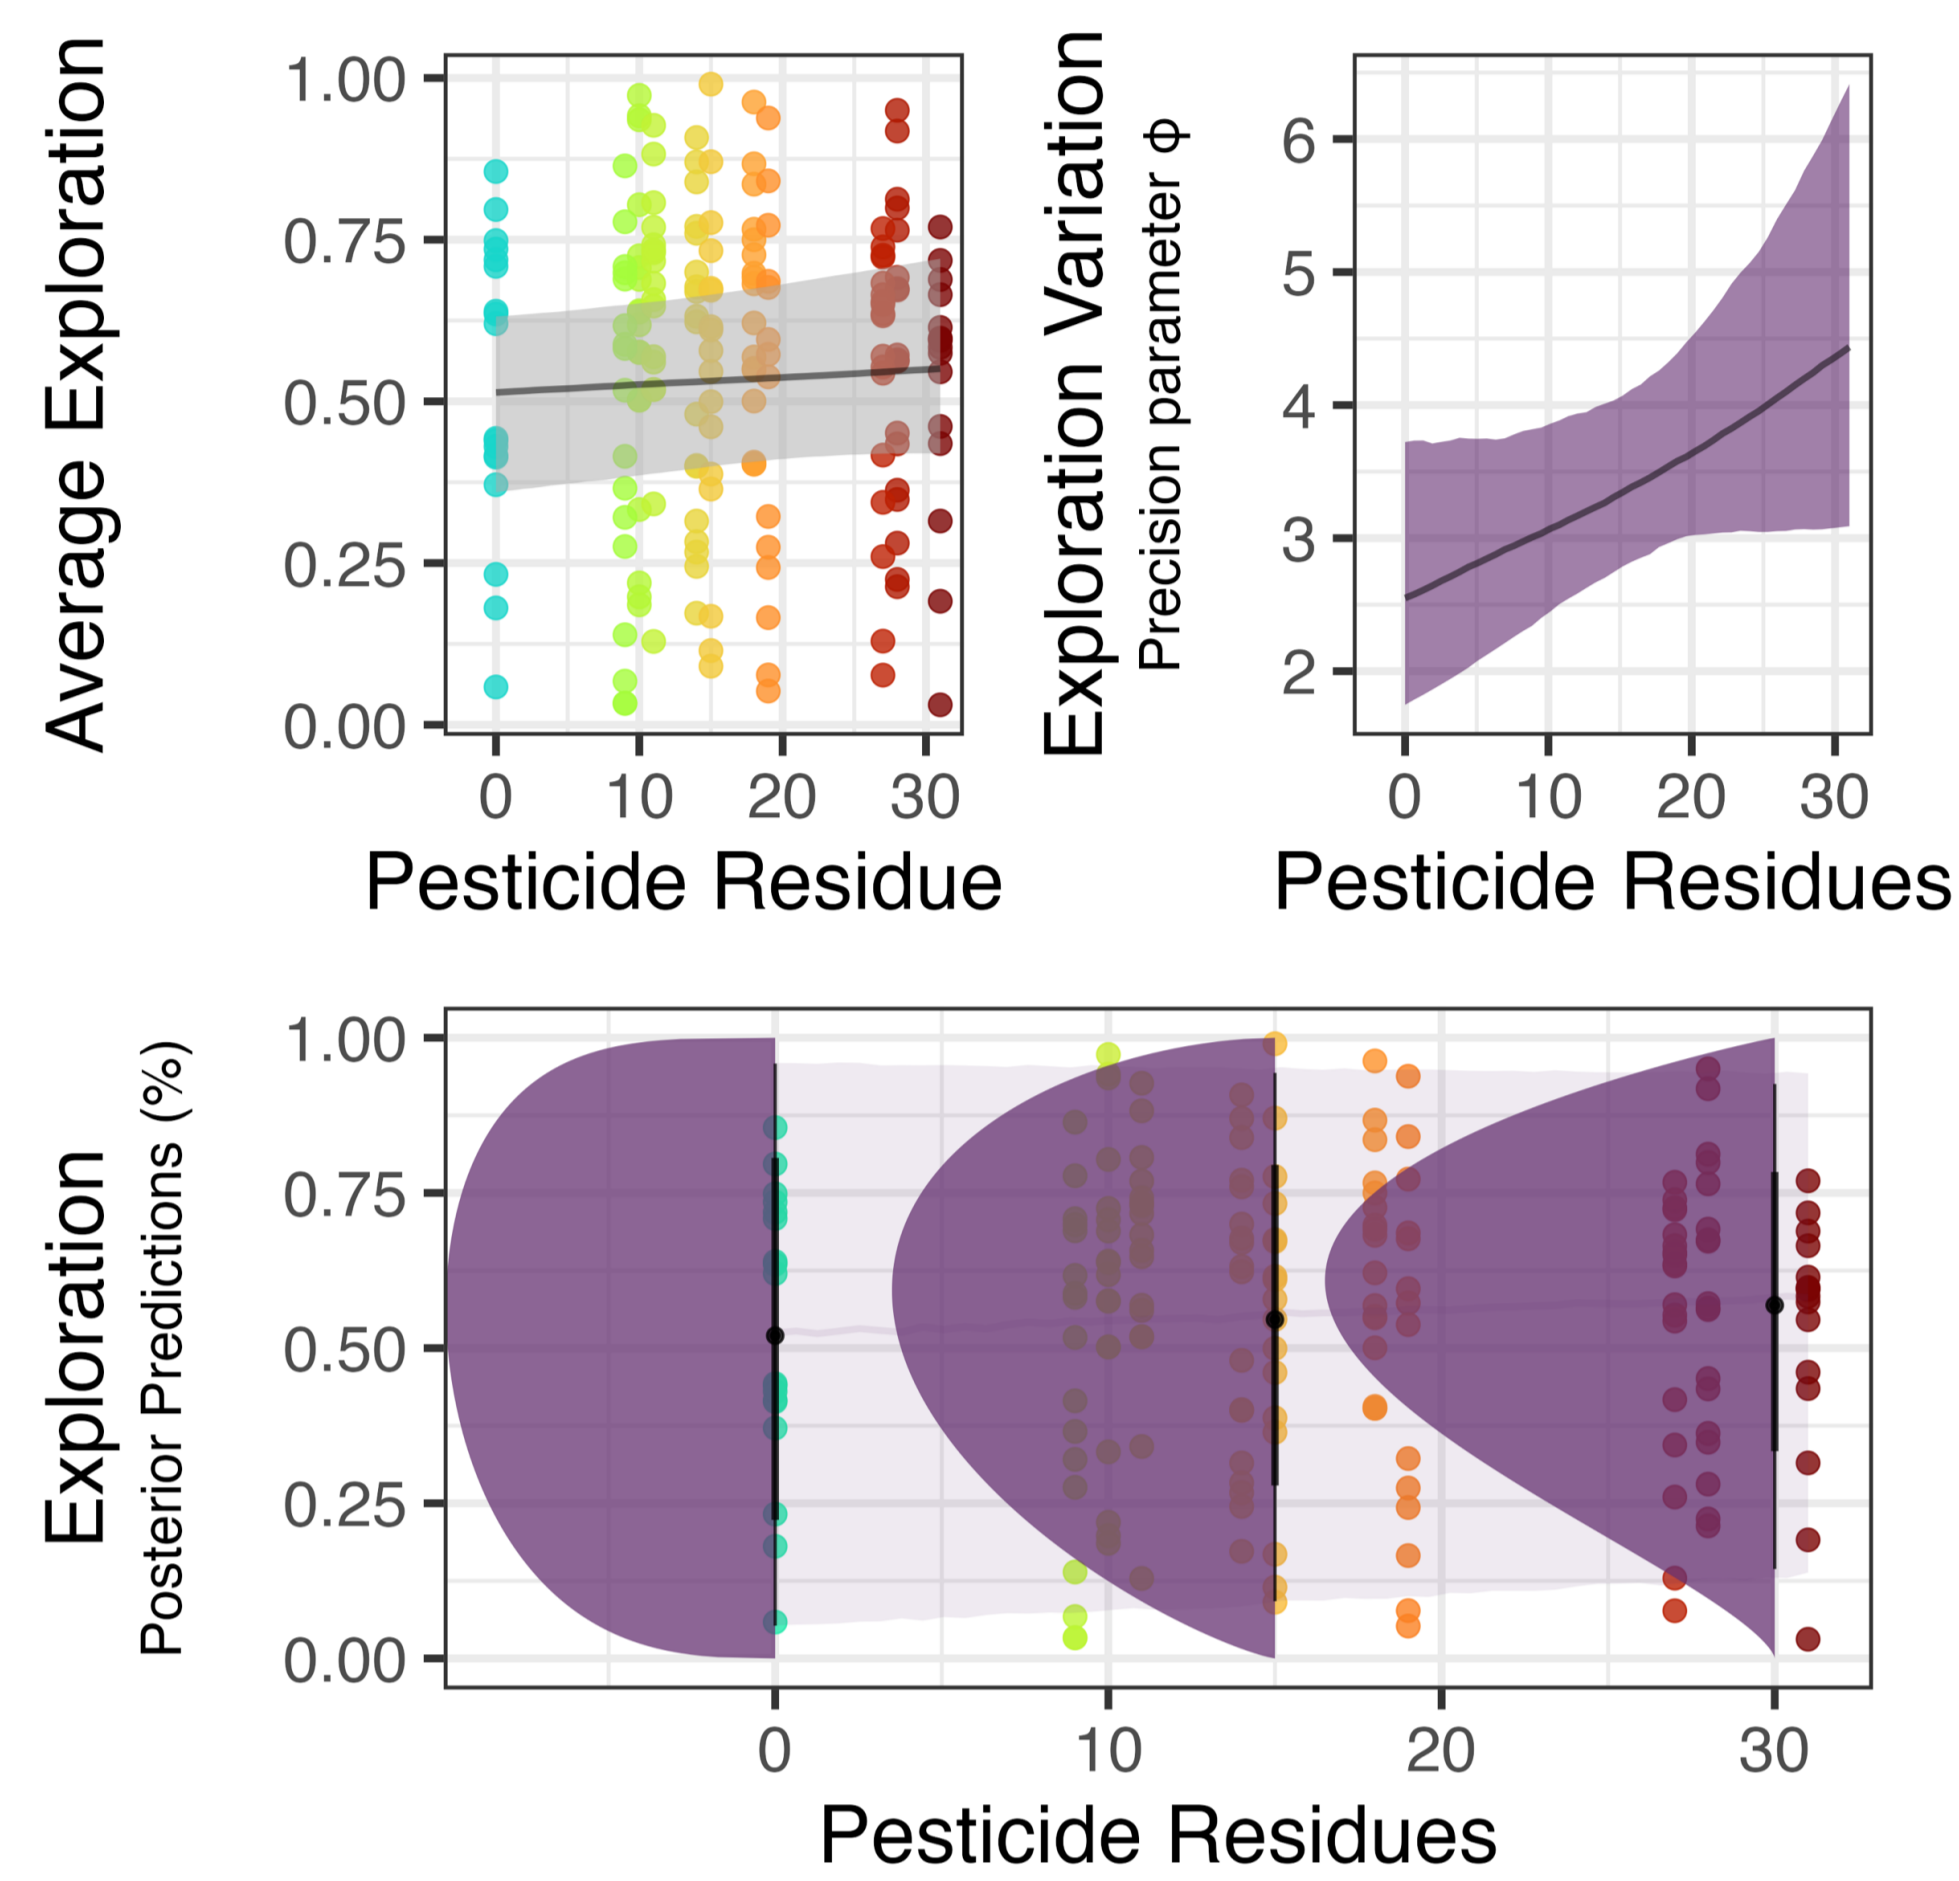 Average Exploration
1.00
0.75
0.50
0.25
0.00
0 10 20 30
Pesticide Residue
Exploration Variation
Precision parameter Φ
6
5
4
3
2
0 10 20 30
Pesticide Residues
Exploration
Posterior Predictions (%)
1.00
0.75
0.50
0.25
0.00
0 10 20 30
Pesticide Residues